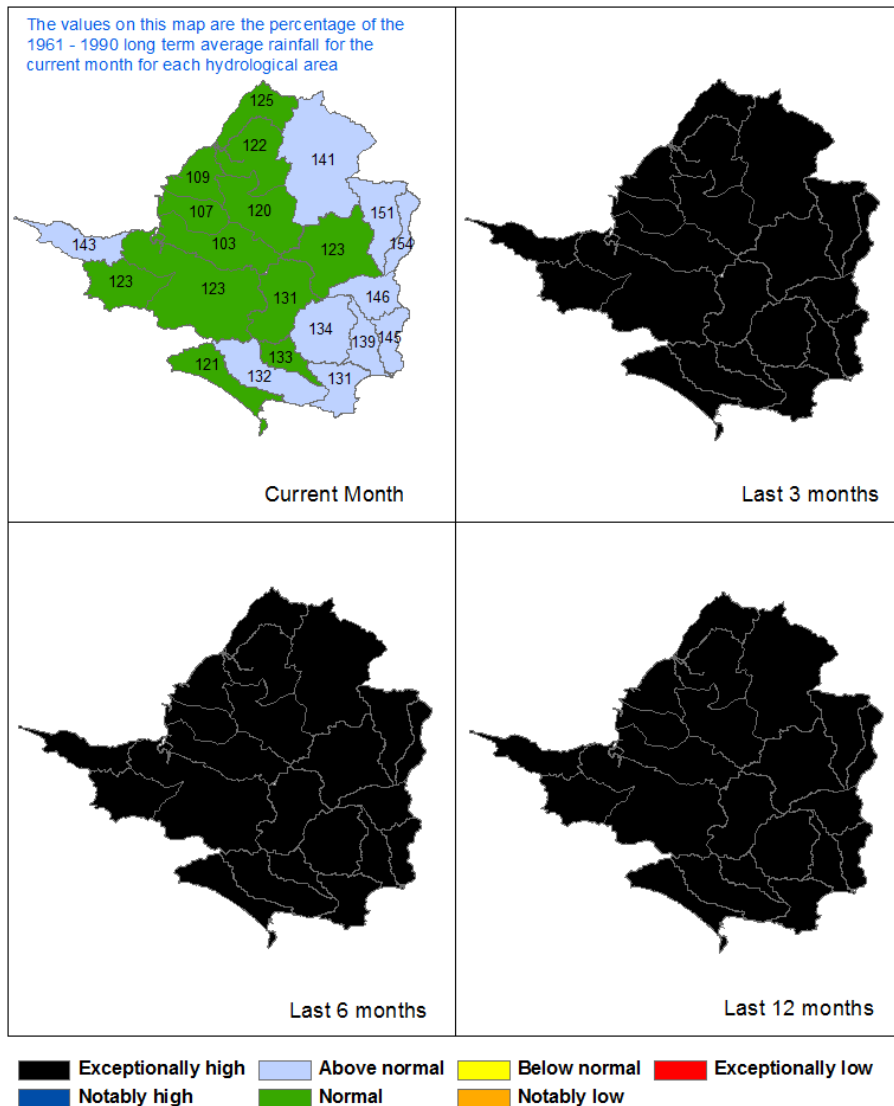 The values on this map are the percentage of the
1961 - 1990 long term average rainfall for the
current month for each hydrological area
125
122
141
109
107
120
151
143
103
123
154
123
123
131
146
134
139
145
121
133
132
131
Current Month
Last 3 months
Last 6 months
Last 12 months
Exceptionally high
Above normal
Below normal
Exceptionally low
Notably high
Normal
Notably low